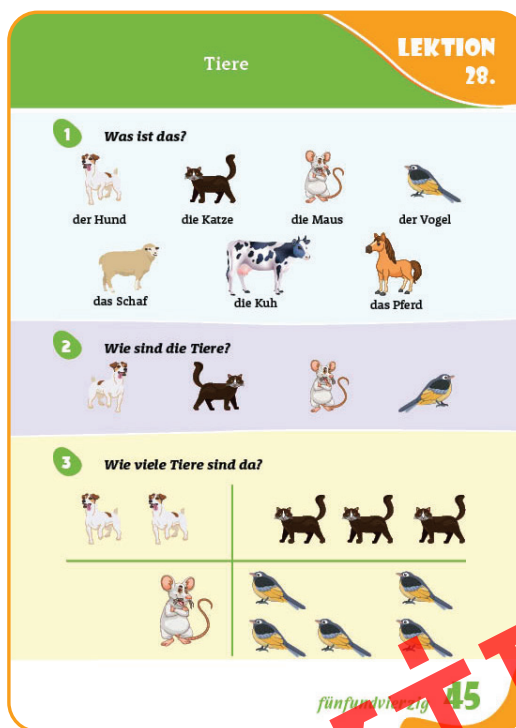 Tiere
LEKTION
28.
1 Was ist das?
der Hund die Katze die Maus der Vogel
das Schaf die Kuh das Pferd
2 Wie sind die Tiere?
3 Wie viele Tiere sind da?
fünfundvierzig 45